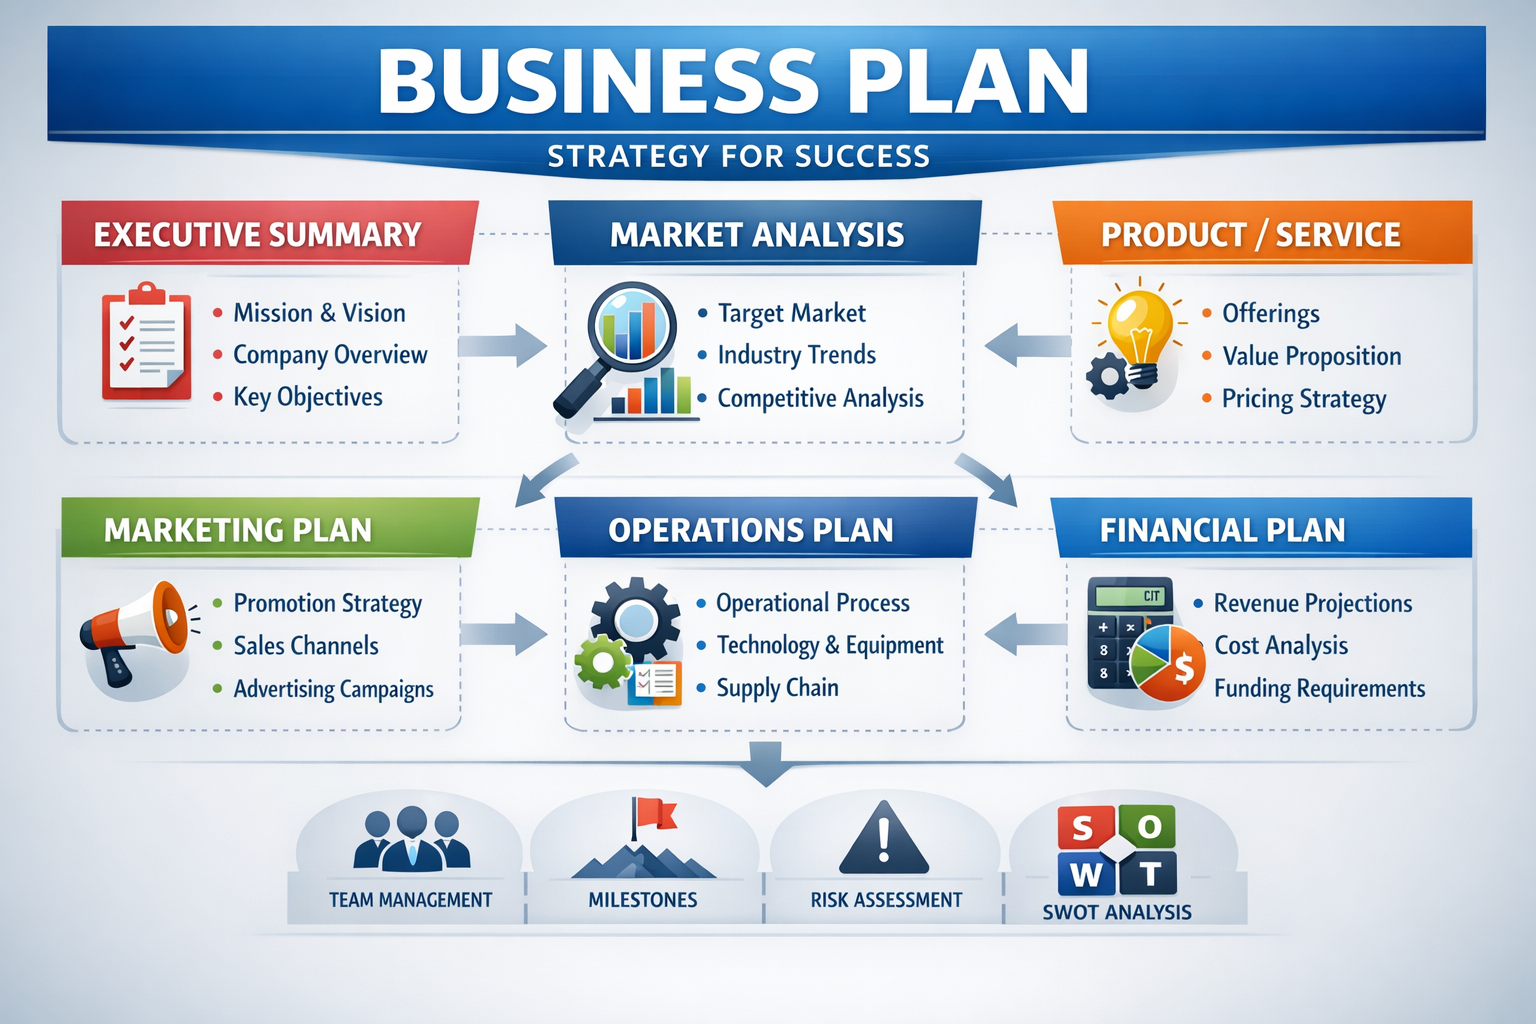 BUSINESS PLAN
STRATEGY FOR SUCCESS
EXECUTIVE SUMMARY
• Mission & Vision
• Company Overview
• Key Objectives
MARKET ANALYSIS
• Target Market
• Industry Trends
• Competitive Analysis
PRODUCT / SERVICE
• Offerings
• Value Proposition
• Pricing Strategy
MARKETING PLAN
• Promotion Strategy
• Sales Channels
• Advertising Campaigns
OPERATIONS PLAN
• Operational Process
• Technology & Equipment
• Supply Chain
FINANCIAL PLAN
• Revenue Projections
Cost Analysis
Funding Requirements
+ ×
8
8
$
TEAM MANAGEMENT
MILESTONES
!
RISK ASSESSMENT
S O
W T
SWOT ANALYSIS